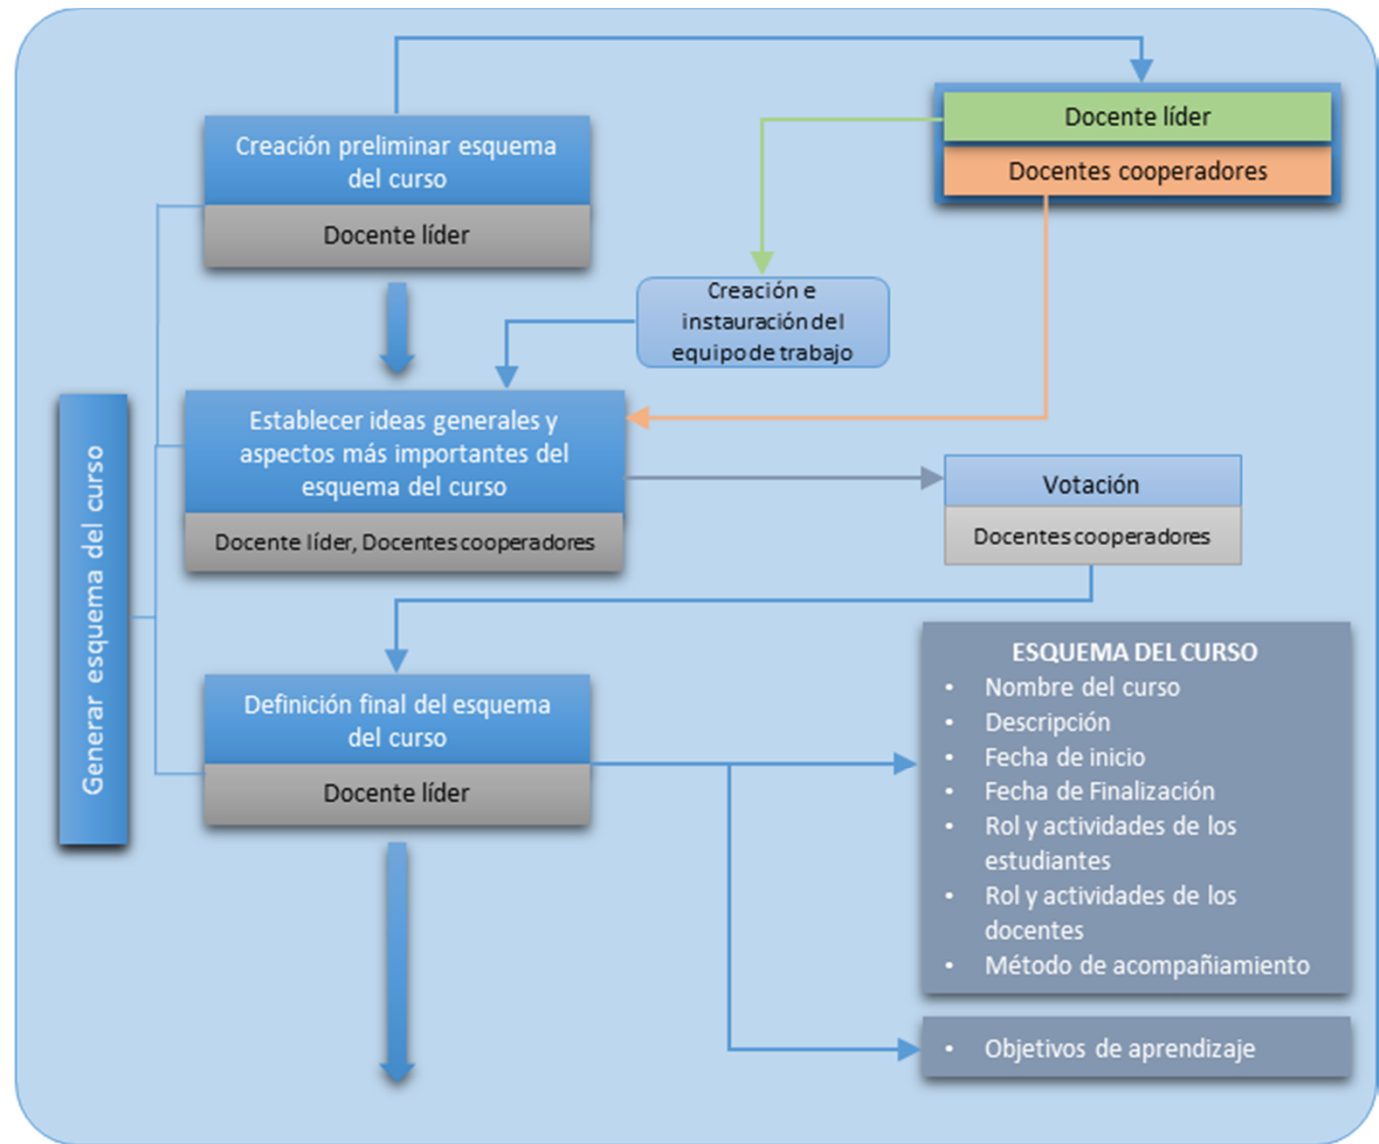 Docente líder
Docentes cooperadores
Creación preliminar esquema
del curso
Docente líder
Creación e
instauración del
equipo de trabajo
Generar esquema del curso
Establecer ideas generales y
aspectos más importantes del
esquema del curso
Docente líder, Docentes cooperadores
Votación
Docentes cooperadores
Definición final del esquema
del curso
Docente líder
ESQUEMA DEL CURSO
• Nombre del curso
• Descripción
• Fecha de inicio
• Fecha de Finalización
• Rol y actividades de los
estudiantes
• Rol y actividades de los
docentes
• Método de acompañiamiento
• Objetivos de aprendizaje